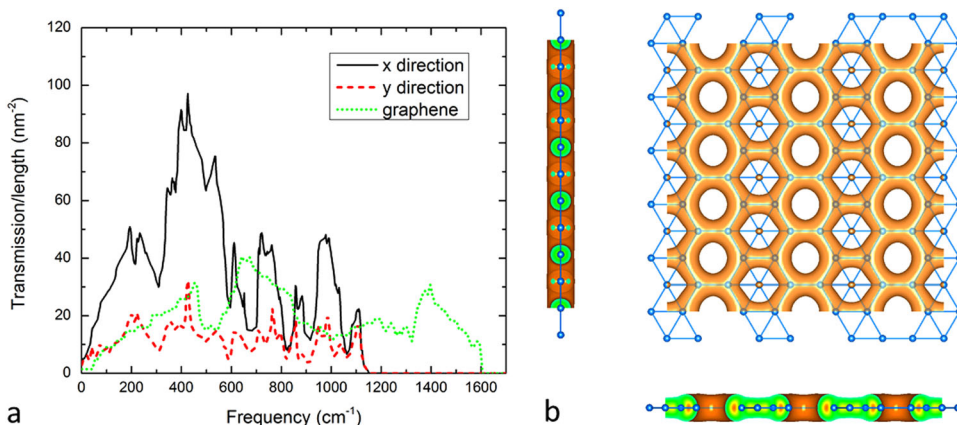 120
100
80
60
40
20
0
Transmission/length (nm⁻²)
x direction
y direction
graphene
0 200 400 600 800 1000 1200 1400 1600
Frequency (cm⁻¹)
a
b